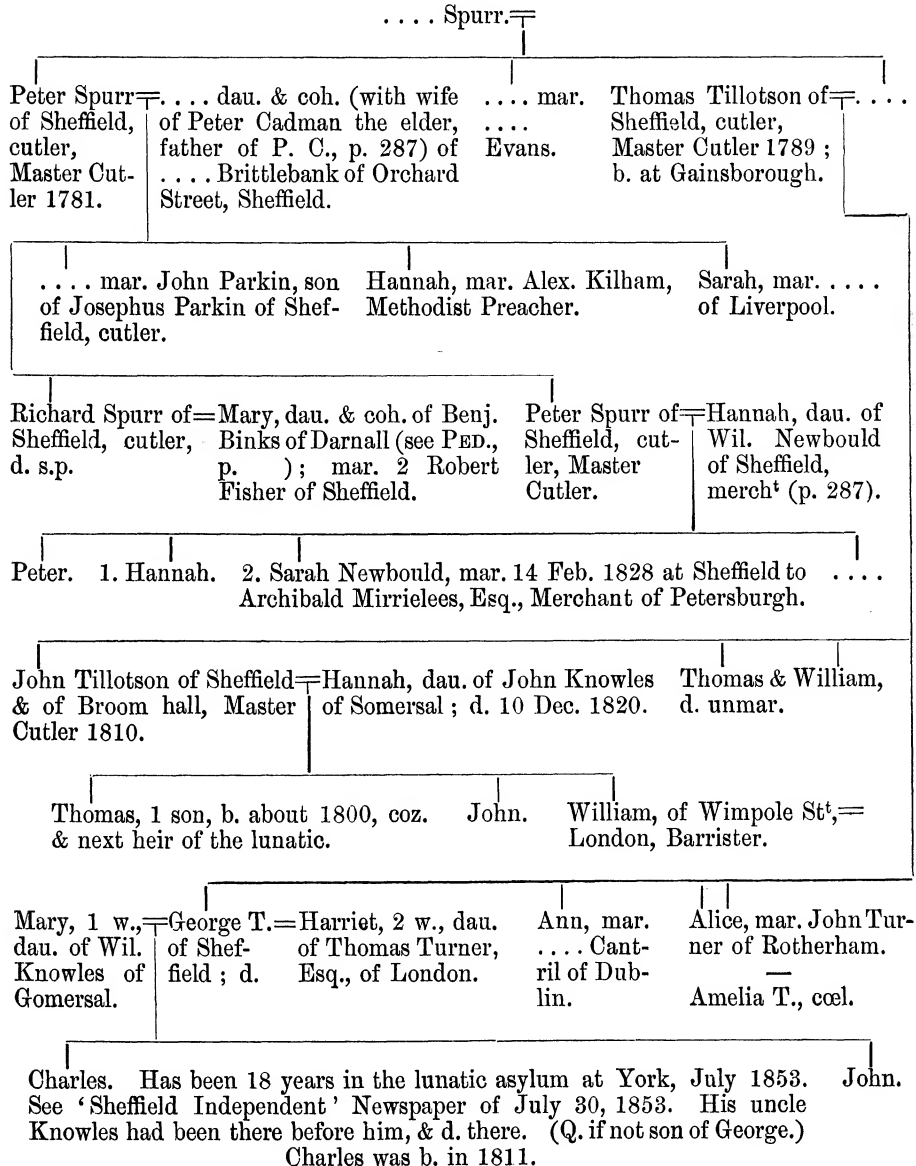 .... Spurr.
Peter Spurr=.... dau. & coh. (with wife .... mar. Thomas Tillotson of=....
of Sheffield, of Peter Cadman the elder, .... Sheffield, cutler,
cutler, father of P. C., p. 287) of Evans. Master Cutler 1789 ;
Master Cut- .... Brittlebank of Orchard b. at Gainsborough.
ler 1781. Street, Sheffield.
.... mar. John Parkin, son Hannah, mar. Alex. Kilham, Sarah, mar.....
of Josephus Parkin of Shef- Methodist Preacher. of Liverpool.
field, cutler.
Richard Spurr of=Mary, dau. & coh. of Benj. Peter Spurr of=Hannah, dau. of
Sheffield, cutler, Binks of Darnall (see PED., Sheffield, cut- Wil. Newbould
d. s.p. p. ); mar. 2 Robert ler, Master of Sheffield,
Fisher of Sheffield. Cutler. mercht (p. 287).
Peter. 1. Hannah. 2. Sarah Newbould, mar. 14 Feb. 1828 at Sheffield to ....
Archibald Mirrielees, Esq., Merchant of Petersburgh.
John Tillotson of Sheffield=Hannah, dau. of John Knowles Thomas & William,
& of Broom hall, Master of Somersal ; d. 10 Dec. 1820. d. unmar.
Cutler 1810.
Thomas, 1 son, b. about 1800, coz. John. William, of Wimpole Stt,=
& next heir of the lunatic. London, Barrister.
Mary, 1 w.,=George T.=Harriet, 2 w., dau. Ann, mar. Alice, mar. John Tur-
dau. of Wil. of Shef- of Thomas Turner, .... Cant- ner of Rotherham.
Knowles of field ; d. Esq., of London. ril of Dub- —
Gomersal. lin. Amelia T., cœl.
Charles. Has been 18 years in the lunatic asylum at York, July 1853. John.
See ‘Sheffield Independent’ Newspaper of July 30, 1853. His uncle
Knowles had been there before him, & d. there. (Q. if not son of George.)
Charles was b. in 1811.